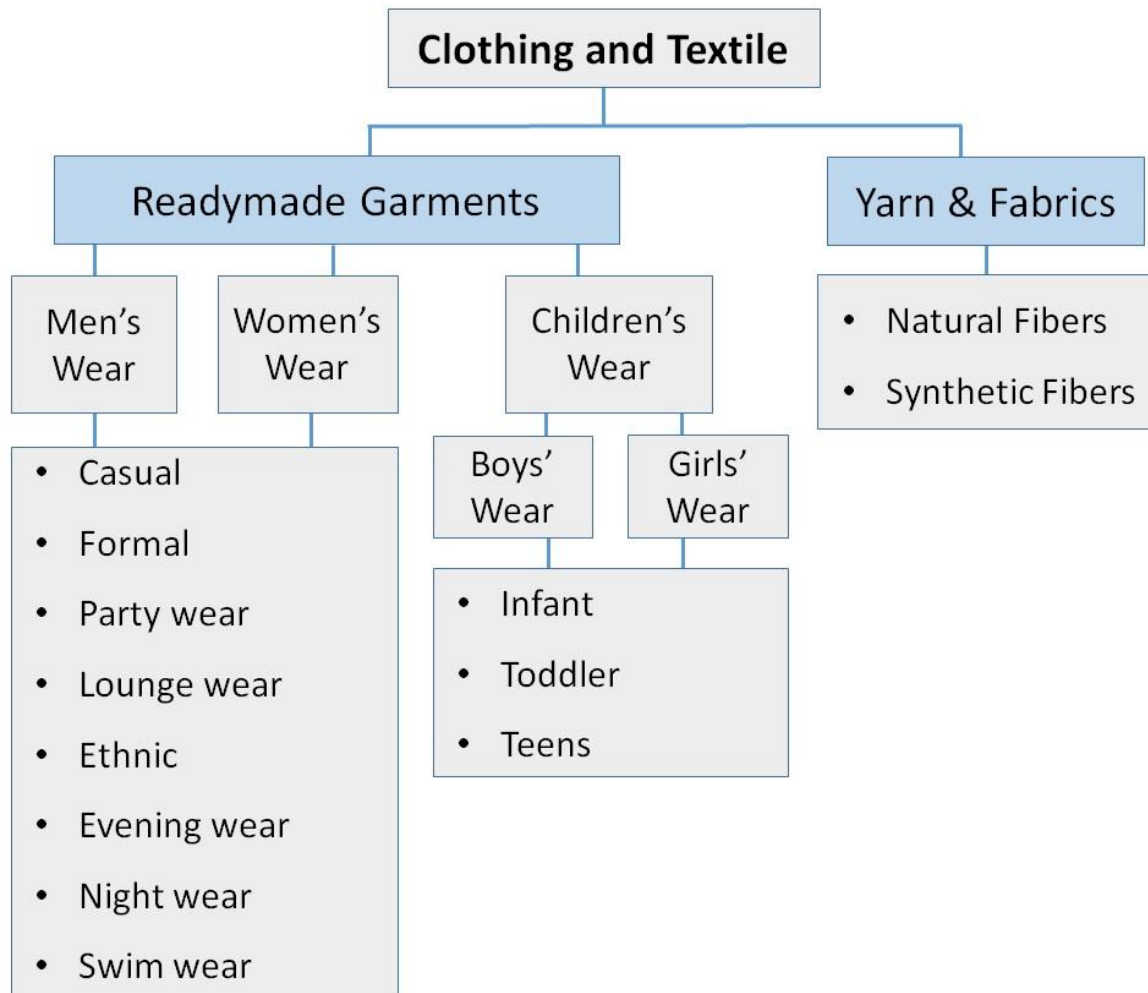 Clothing and Textile
Readymade Garments
Yarn & Fabrics
Men’s
Wear
Women’s
Wear
Children’s
Wear
• Natural Fibers
• Synthetic Fibers
Boys’
Wear
Girls’
Wear
• Casual
• Formal
• Party wear
• Lounge wear
• Ethnic
• Evening wear
• Night wear
• Swim wear
• Infant
• Toddler
• Teens